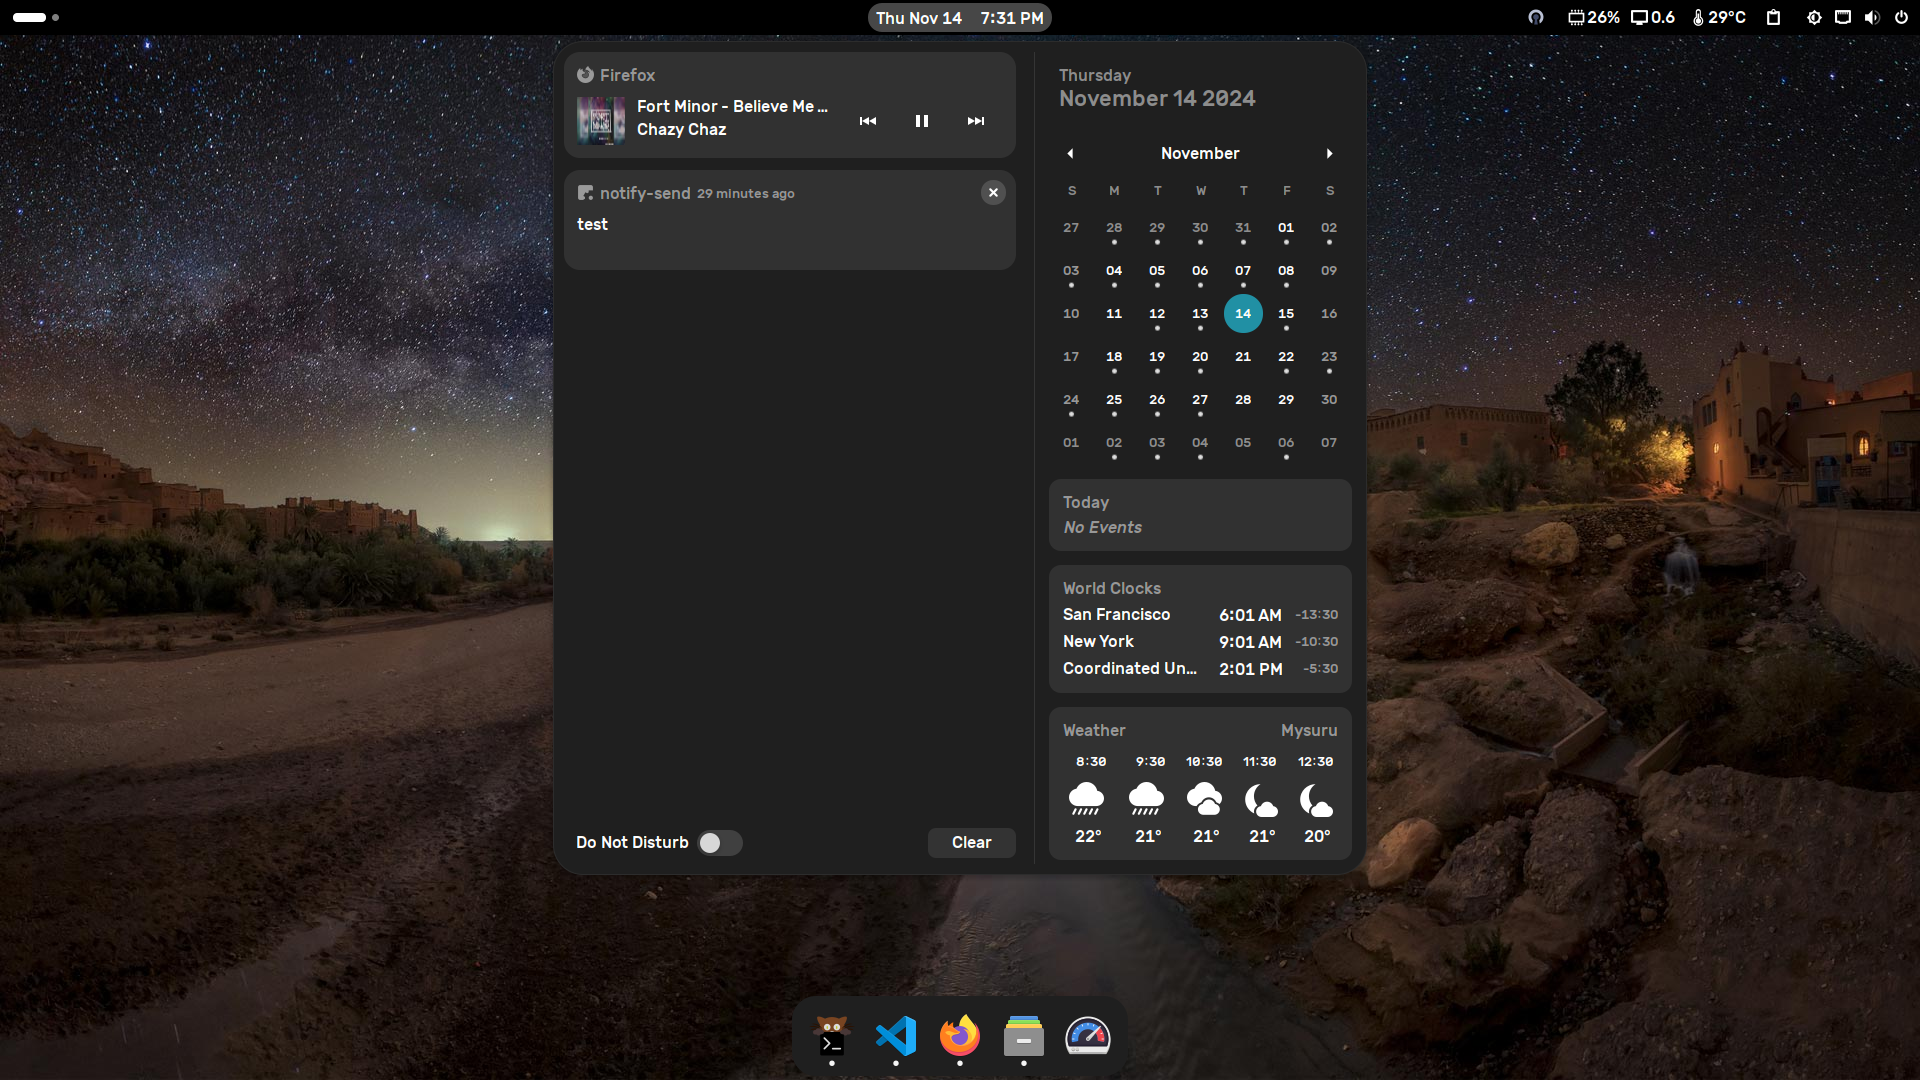 Thu Nov 14 7:31 PM
26% 0.6 29°C
Firefox
Fort Minor - Believe Me ...
Chazy Chaz
notify-send 29 minutes ago
test
Do Not Disturb
Clear
Thursday
November 14 2024
November
S M T W T F S
27 28 29 30 31 01 02
03 04 05 06 07 08 09
10 11 12 13 14 15 16
17 18 19 20 21 22 23
24 25 26 27 28 29 30
01 02 03 04 05 06 07
Today
No Events
World Clocks
San Francisco 6:01 AM -13:30
New York 9:01 AM -10:30
Coordinated Un... 2:01 PM -5:30
Weather Mysuru
8:30 9:30 10:30 11:30 12:30
22° 21° 21° 21° 20°